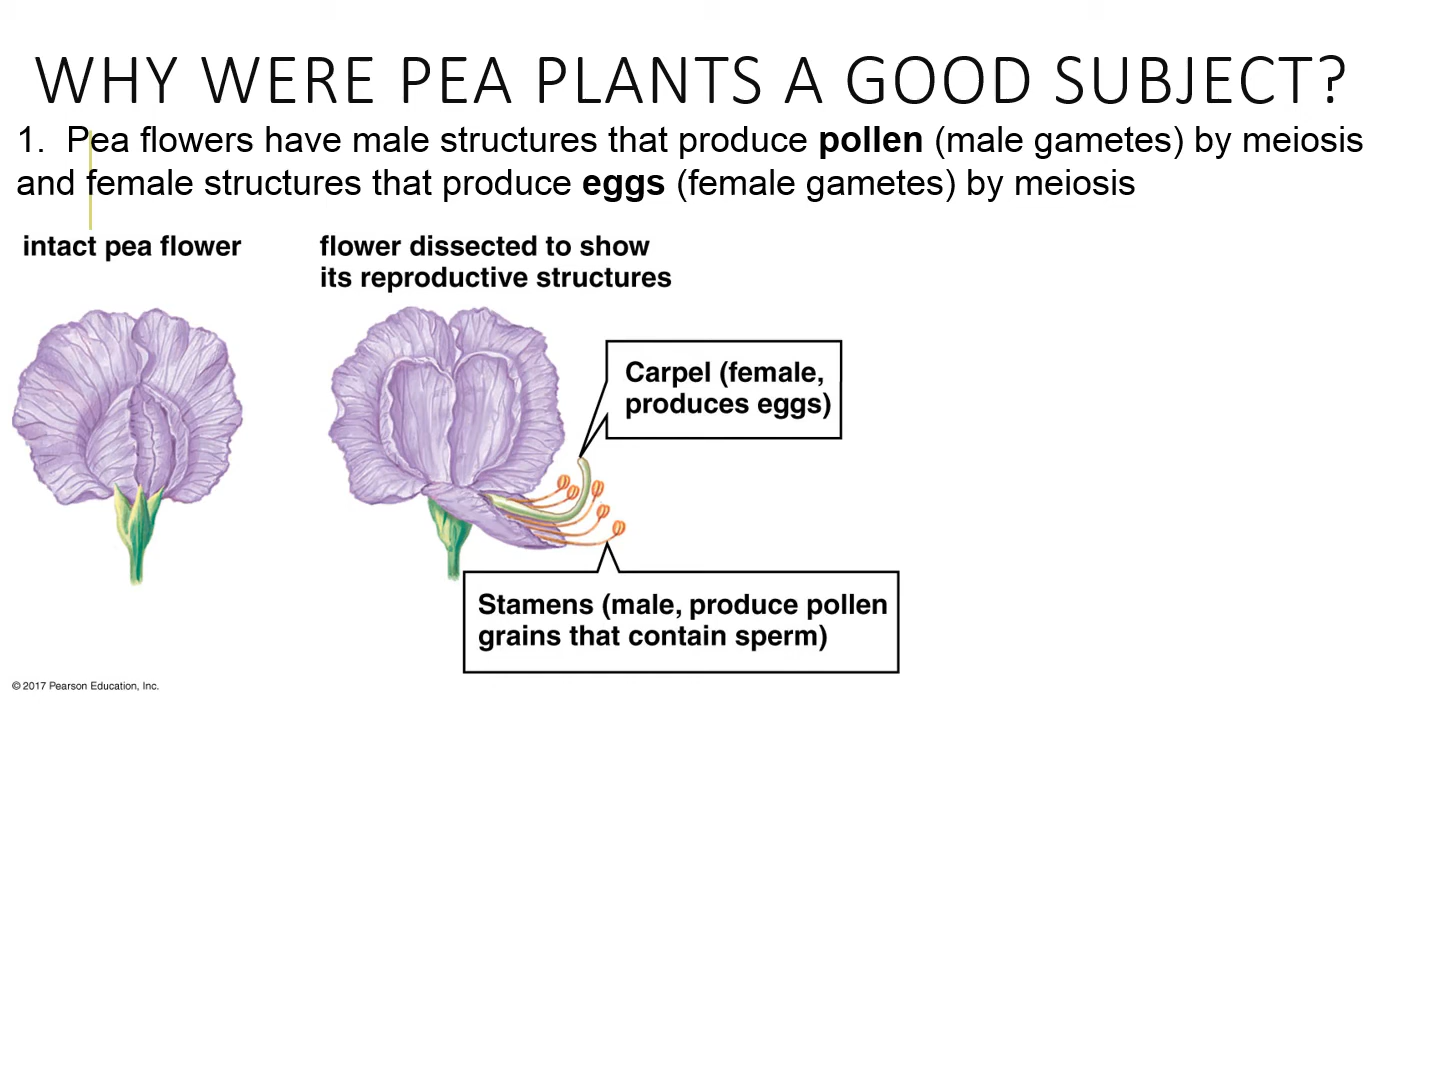 WHY WERE PEA PLANTS A GOOD SUBJECT?
1. Pea flowers have male structures that produce pollen (male gametes) by meiosis
and female structures that produce eggs (female gametes) by meiosis
intact pea flower
flower dissected to show
its reproductive structures
Carpel (female,
produces eggs)
Stamens (male, produce pollen
grains that contain sperm)
© 2017 Pearson Education, Inc.